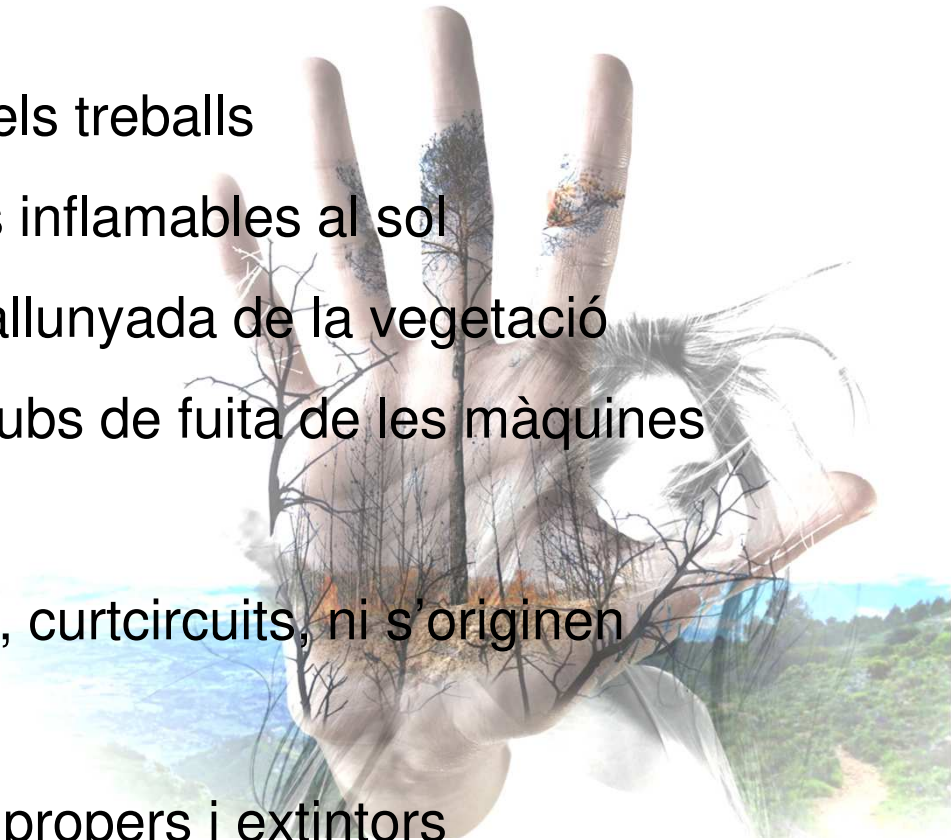 els treballs
s inflamables al sol
allunyada de la vegetació
ubs de fuita de les màquines
, curtcircuits, ni s'originen
propers i extintors